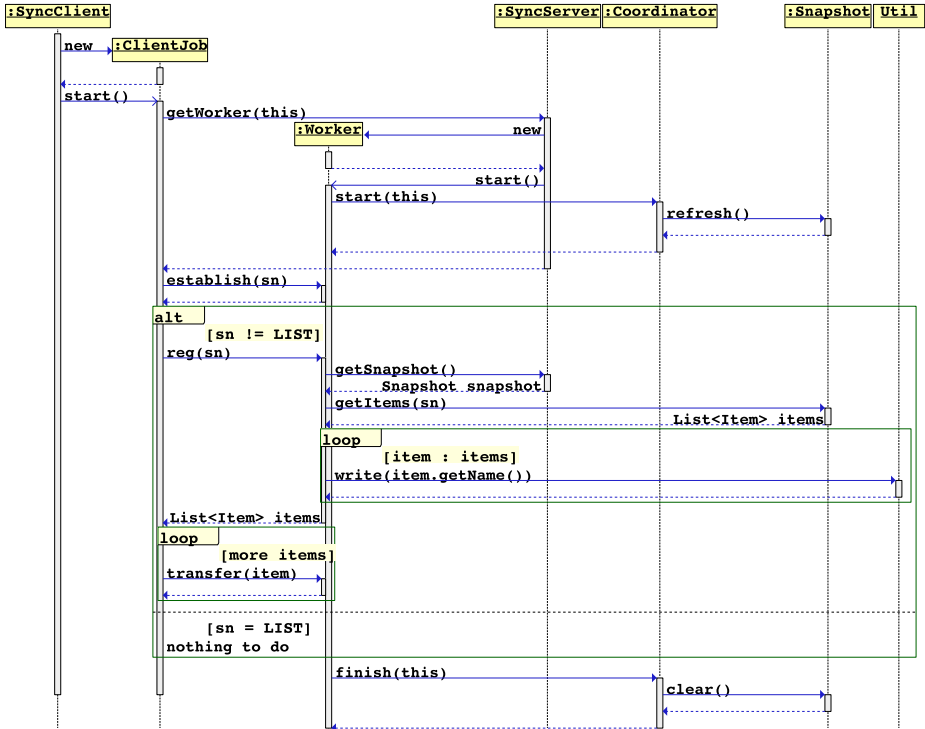 :SyncClient
:SyncServer
:Coordinator
:Snapshot
Util
new
:ClientJob
start()
getWorker(this)
:Worker
new
start()
start(this)
refresh()
establish(sn)
alt
[sn != LIST]
reg(sn)
getSnapshot()
Snapshot snapshot
getItems(sn)
List<Item> items
loop
[item : items]
write(item.getName())
List<Item> items
loop
[more items]
transfer(item)
[sn = LIST]
nothing to do
finish(this)
clear()